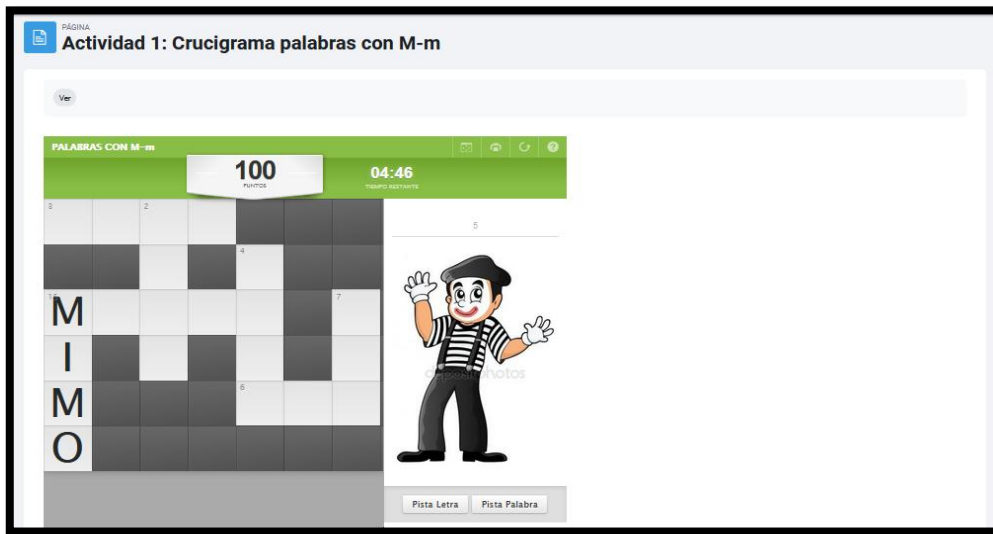 PÁGINA
Actividad 1: Crucigrama palabras con M-m
Ver
PALABRAS CON M-m
100
PUNTOS
04:46
TIEMPO RESTANTE
3 2
5
4
7
M
I
M
6
O
depositphotos
Pista Letra Pista Palabra